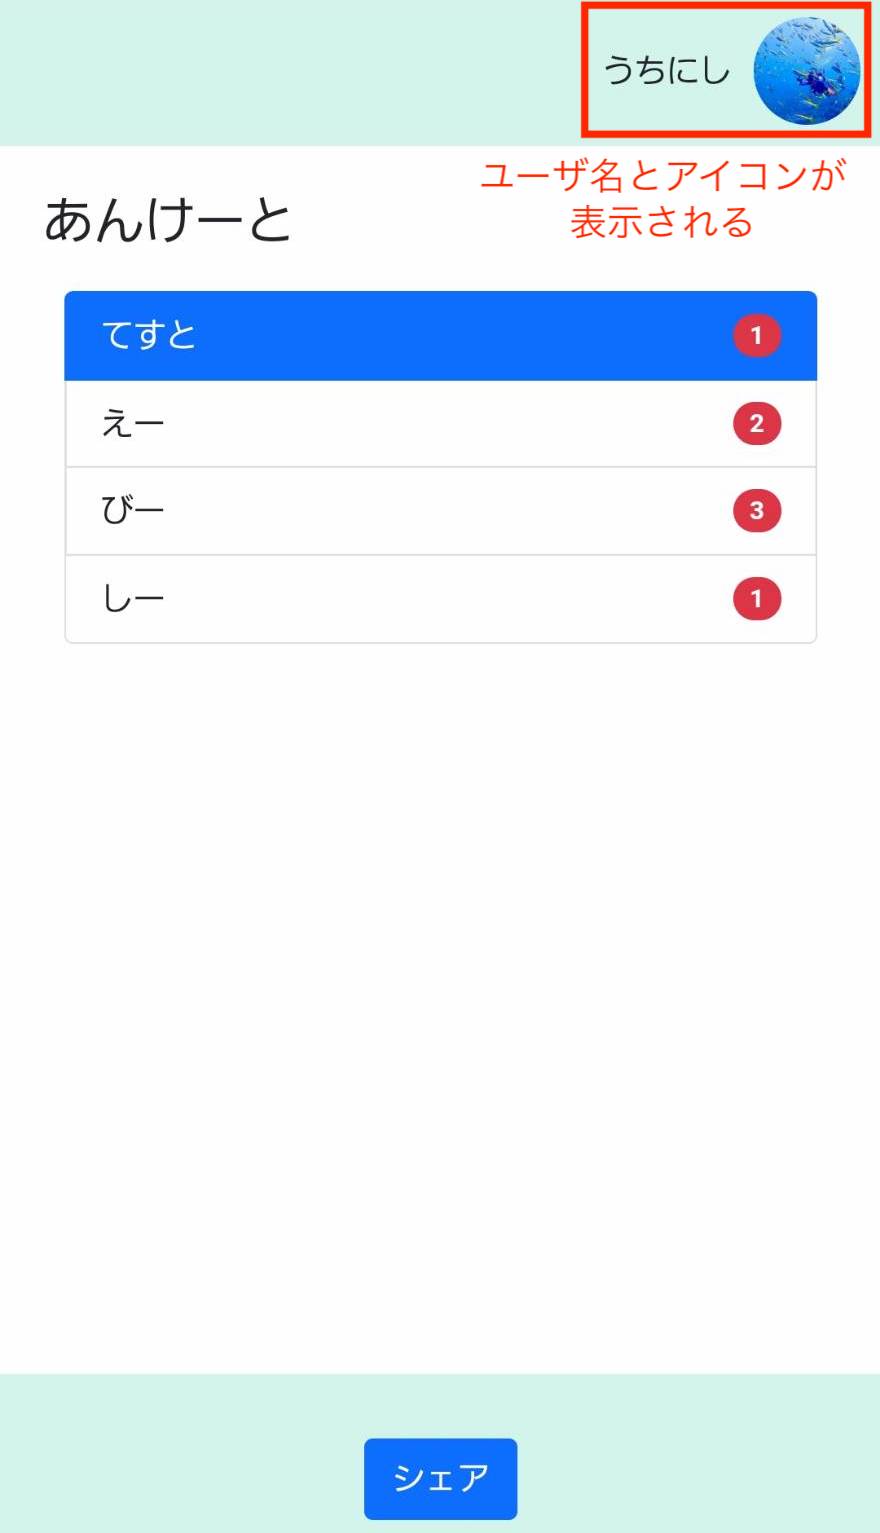 うちにし
ユーザ名とアイコンが
表示される
あんけーと
てすと 1
えー 2
びー 3
しー 1
シェア